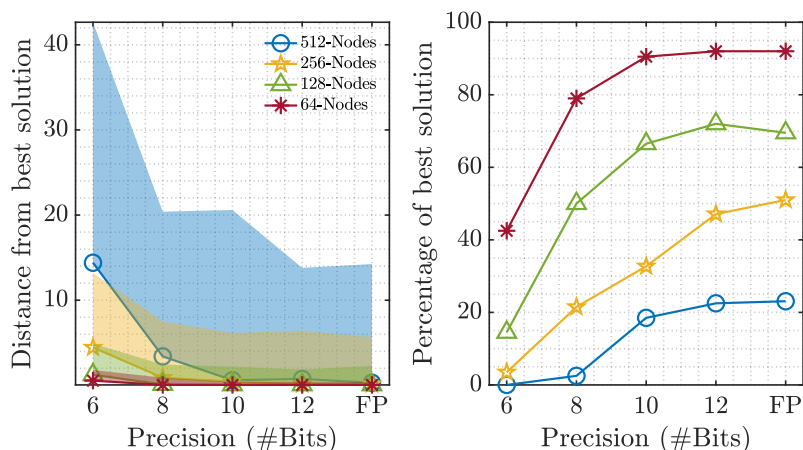 Distance from best solution
40
30
20
10
6
8
10
12
FP
Precision (#Bits)
512-Nodes
256-Nodes
128-Nodes
64-Nodes
Percentage of best solution
100
80
60
40
20
0
6
8
10
12
FP
Precision (#Bits)